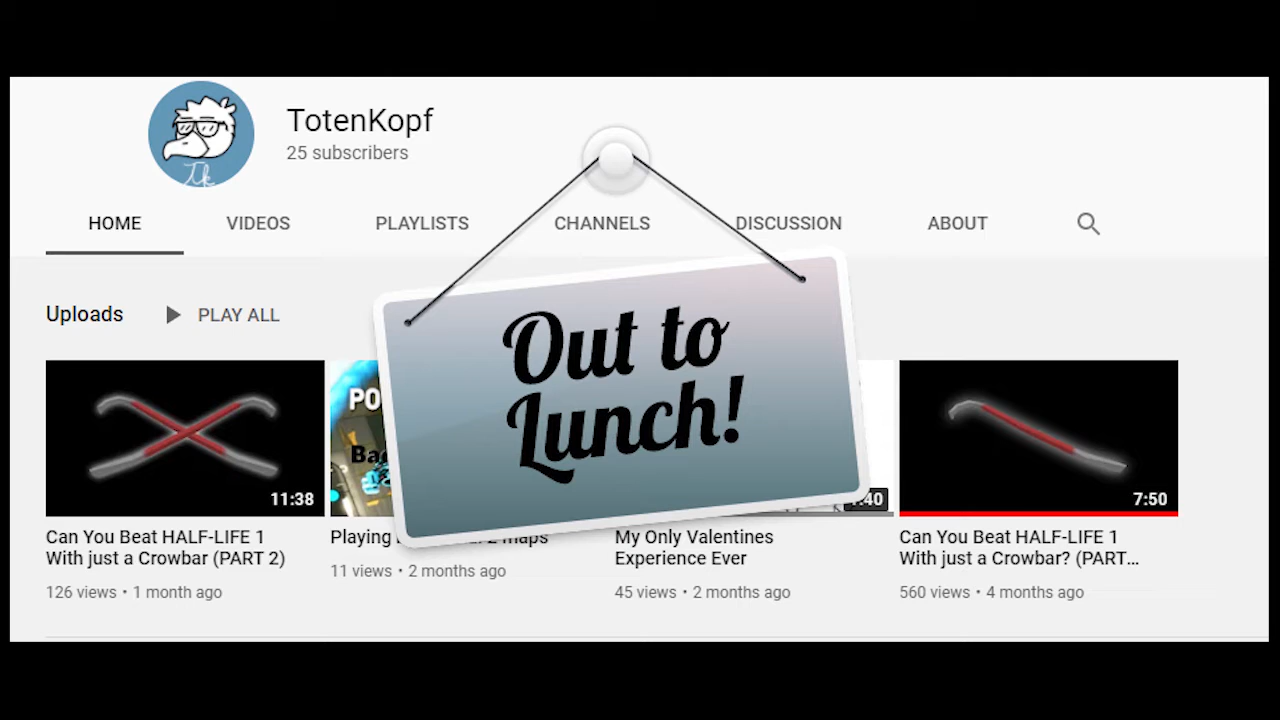 TotenKopf
25 subscribers
HOME VIDEOS PLAYLISTS CHANNELS DISCUSSION ABOUT
Uploads PLAY ALL
Out to
Lunch!
11:38
7:50
Can You Beat HALF-LIFE 1
With just a Crowbar (PART 2)
126 views • 1 month ago
Playing
2 maps
11 views • 2 months ago
My Only Valentines
Experience Ever
45 views • 2 months ago
Can You Beat HALF-LIFE 1
With just a Crowbar? (PART...
560 views • 4 months ago